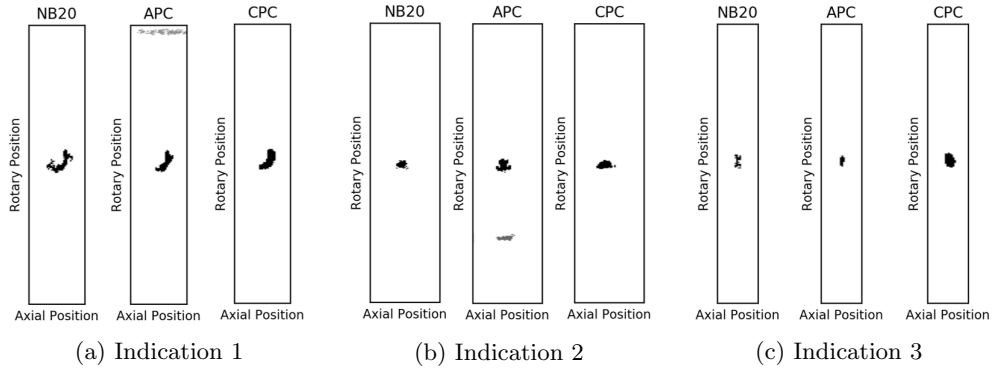 NB20 APC CPC NB20 APC CPC NB20 APC CPC
Rotary Position Rotary Position Rotary Position Rotary Position Rotary Position Rotary Position Rotary Position Rotary Position Rotary Position
Axial Position Axial Position Axial Position Axial Position Axial Position Axial Position Axial Position Axial Position Axial Position
(a) Indication 1 (b) Indication 2 (c) Indication 3